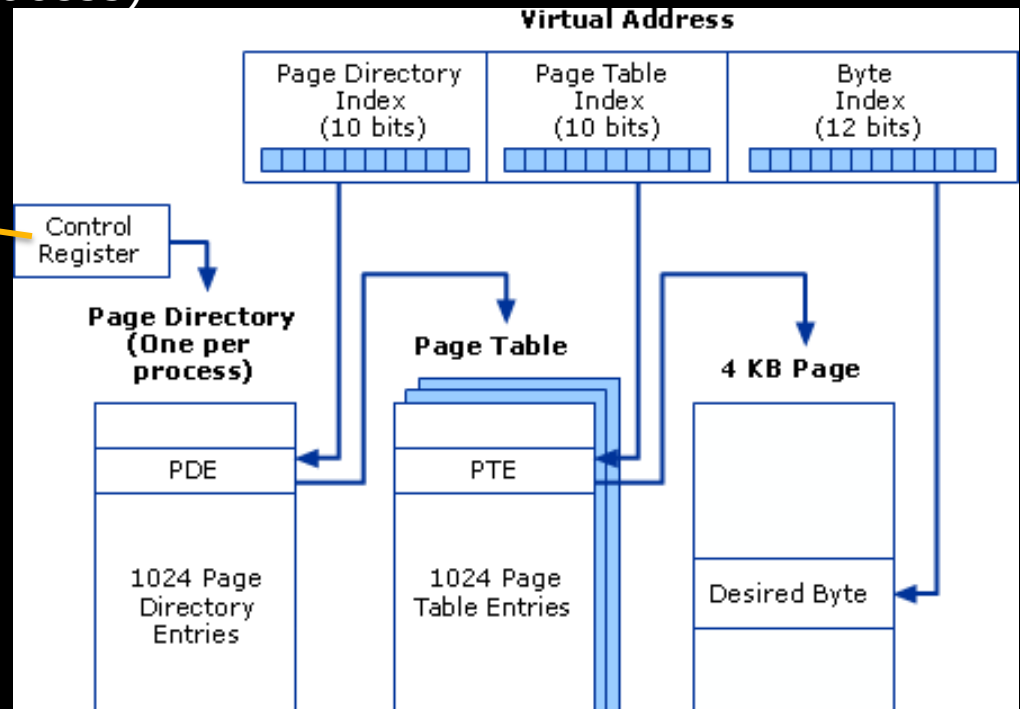 Virtual Address
Page Directory
Index
(10 bits)
Page Table
Index
(10 bits)
Byte
Index
(12 bits)
Control
Register
Page Directory
(One per
process)
Page Table
4 KB Page
PDE
PTE
1024 Page
Directory
Entries
1024 Page
Table Entries
Desired Byte